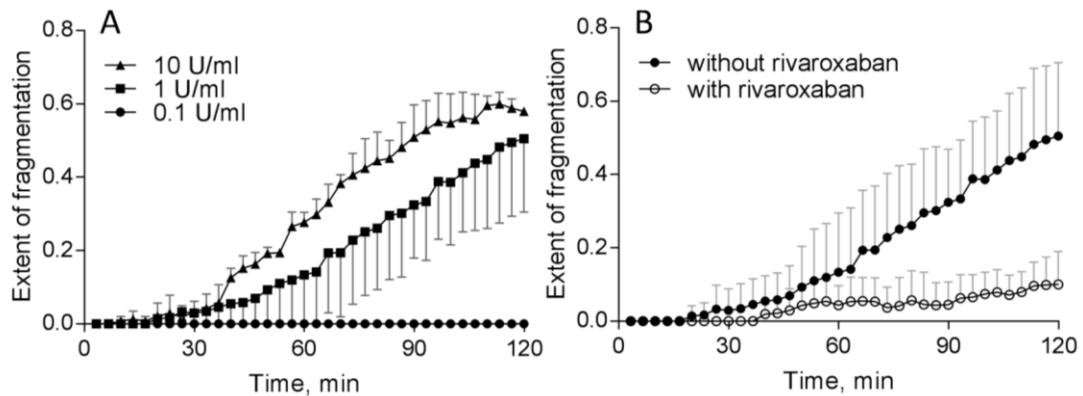 A
0.8
0.6
0.4
0.2
0.0
Extent of fragmentation
10 U/ml
1 U/ml
0.1 U/ml
0 30 60 90 120
Time, min
B
0.8
0.6
0.4
0.2
0.0
Extent of fragmentation
without rivaroxaban
with rivaroxaban
0 30 60 90 120
Time, min